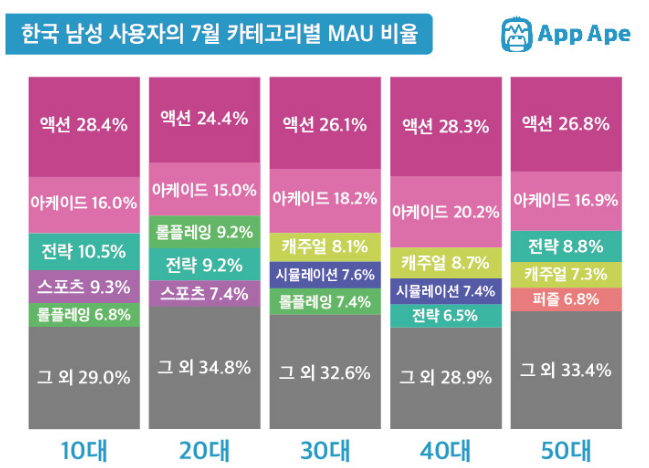 한국 남성 사용자의 7월 카테고리별 MAU 비율
App Ape
액션 28.4%
아케이드 16.0%
전략 10.5%
스포츠 9.3%
롤플레잉 6.8%
그 외 29.0%
10대
액션 24.4%
아케이드 15.0%
롤플레잉 9.2%
전략 9.2%
스포츠 7.4%
그 외 34.8%
20대
액션 26.1%
아케이드 18.2%
캐주얼 8.1%
시뮬레이션 7.6%
롤플레잉 7.4%
그 외 32.6%
30대
액션 28.3%
아케이드 20.2%
캐주얼 8.7%
시뮬레이션 7.4%
전략 6.5%
그 외 28.9%
40대
액션 26.8%
아케이드 16.9%
전략 8.8%
캐주얼 7.3%
퍼즐 6.8%
그 외 33.4%
50대